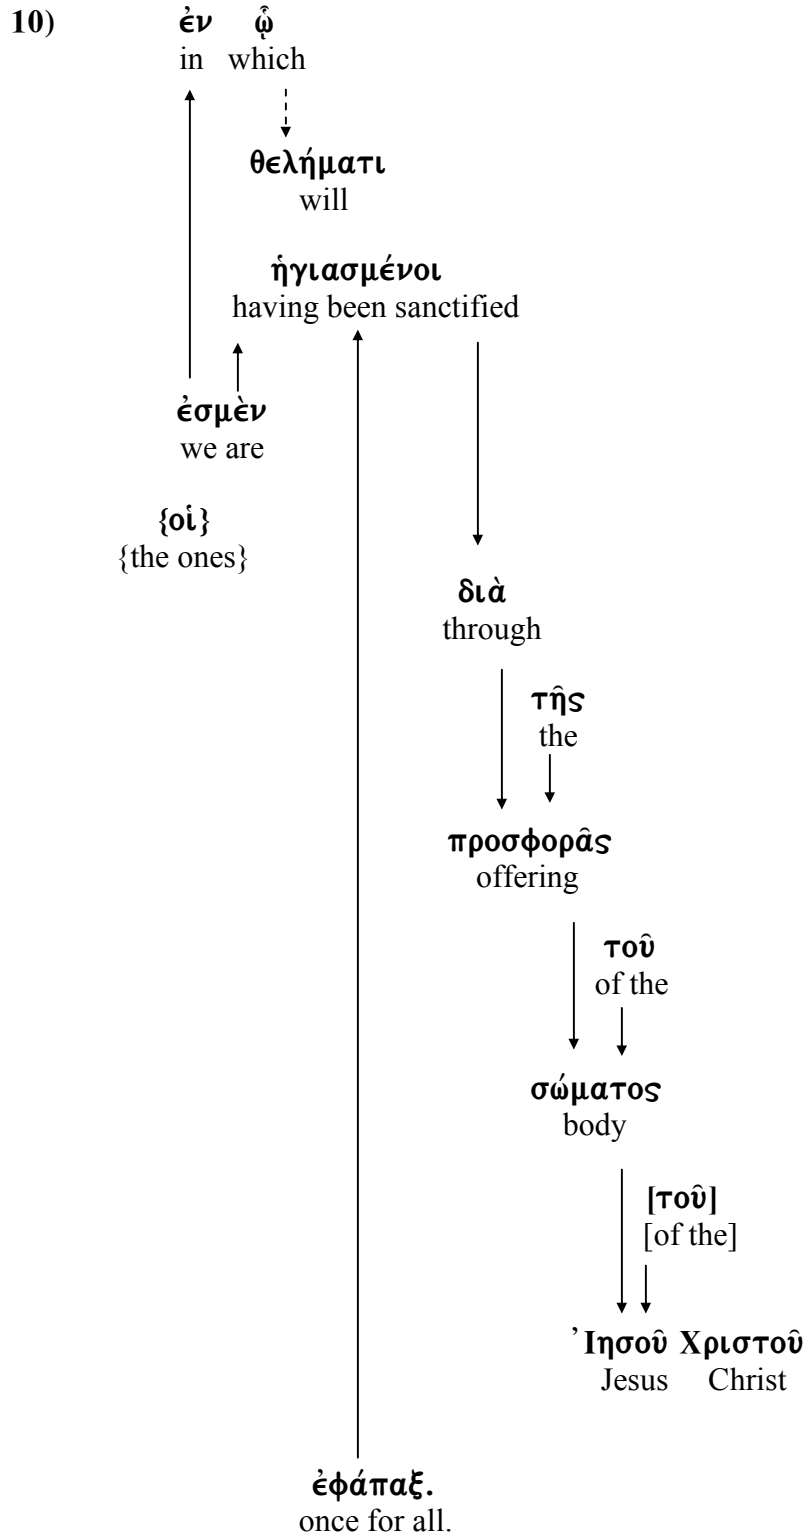 10) ἐν ᾧ
in which
θελήματι
will
ἡγιασμένοι
having been sanctified
ἐσμὲν
we are
{οἱ}
{the ones}
διὰ
through
τῆς
the
προσφορᾶς
offering
τοῦ
of the
σώματος
body
[τοῦ]
[of the]
Ἰησοῦ Χριστοῦ
Jesus Christ
ἐφάπαξ.
once for all.